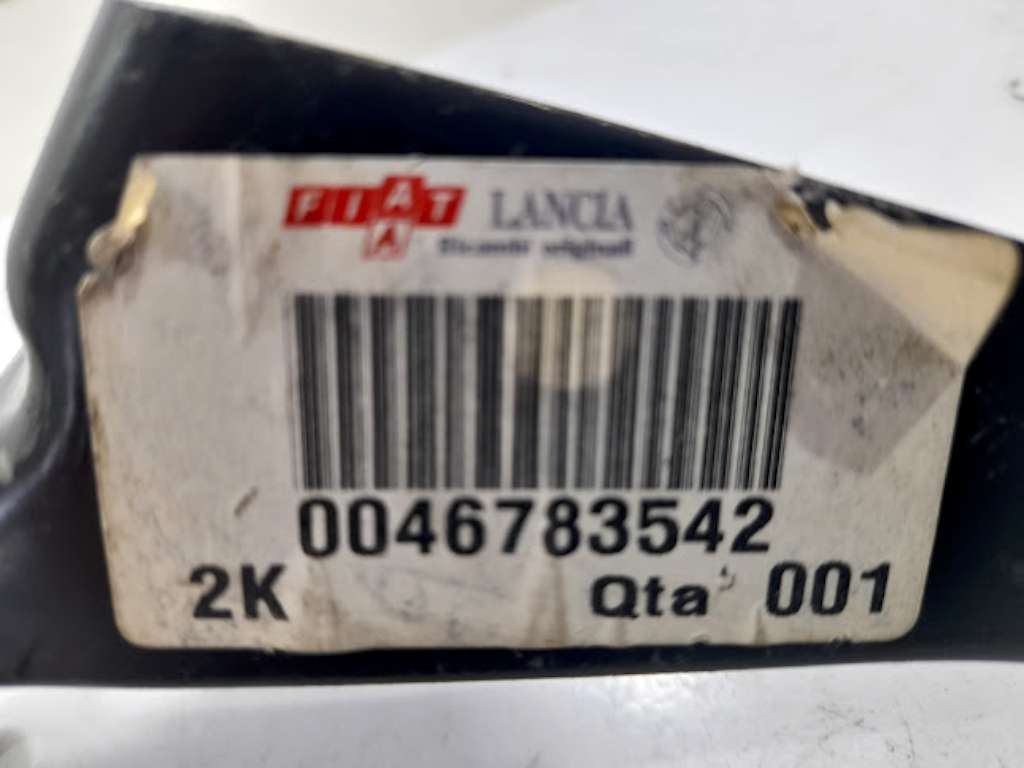 FIAT LANCIA
Ricambi originali
0046783542
2K Qta' 001